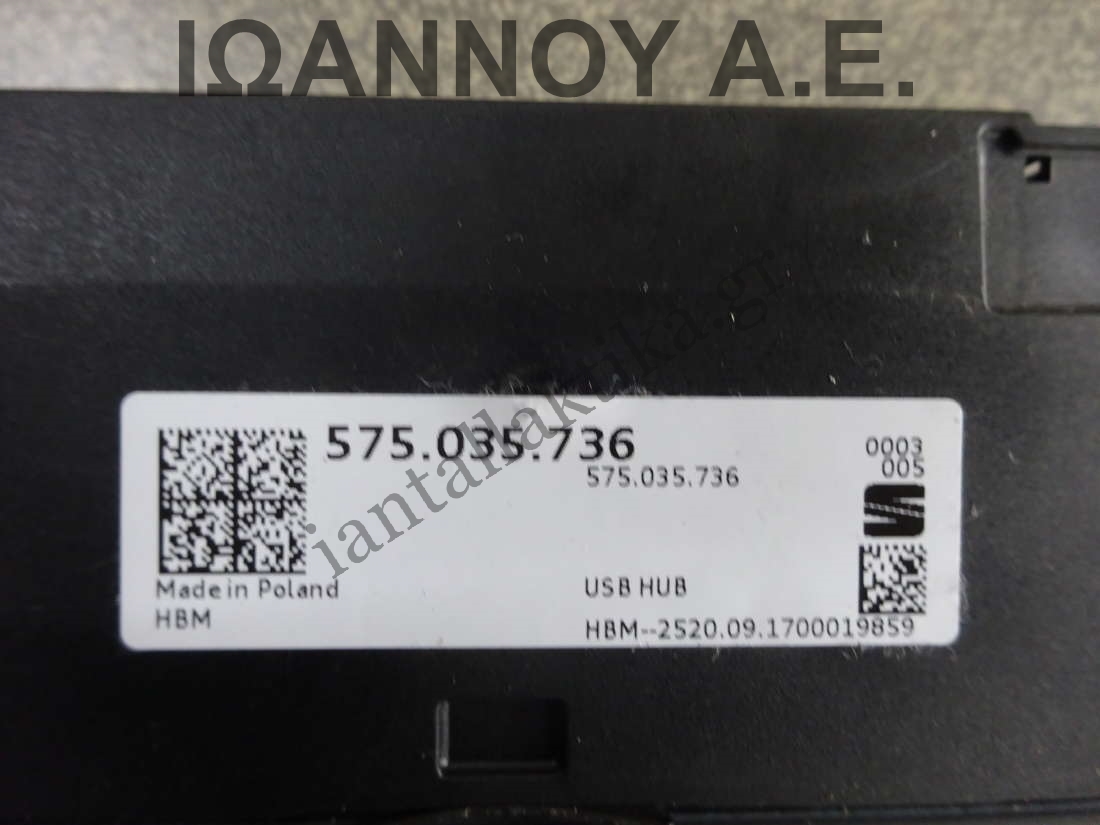 ΙΩΑΝΝΟΥ Α.Ε.
575.035.736
575.035.736
0003
005
iantallaktika.gr
Made in Poland
HBM
USB HUB
HBM--2520.09.1700019859